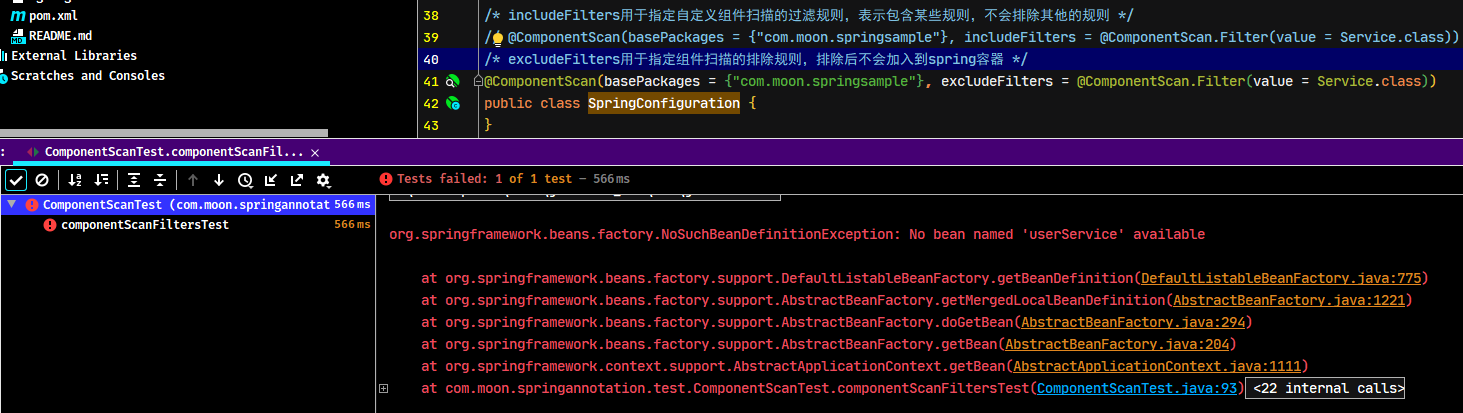 pom.xml
README.md
External Libraries
Scratches and Consoles
38 /* includeFilters用于指定自定义组件扫描的过滤规则，表示包含某些规则，不会排除其他的规则 */
39 / @ComponentScan(basePackages = {"com.moon.springsample"}, includeFilters = @ComponentScan.Filter(value = Service.class))
40 /* excludeFilters用于指定组件扫描的排除规则，排除后不会加入到spring容器 */
41 @ComponentScan(basePackages = {"com.moon.springsample"}, excludeFilters = @ComponentScan.Filter(value = Service.class))
42 public class SpringConfiguration {
43 }
: ComponentScanTest.componentScanFil... ×
Tests failed: 1 of 1 test – 566 ms
ComponentScanTest (com.moon.springannotat 566 ms
componentScanFiltersTest 566 ms
org.springframework.beans.factory.NoSuchBeanDefinitionException: No bean named 'userService' available
at org.springframework.beans.factory.support.DefaultListableBeanFactory.getBeanDefinition(DefaultListableBeanFactory.java:775)
at org.springframework.beans.factory.support.AbstractBeanFactory.getMergedLocalBeanDefinition(AbstractBeanFactory.java:1221)
at org.springframework.beans.factory.support.AbstractBeanFactory.doGetBean(AbstractBeanFactory.java:294)
at org.springframework.beans.factory.support.AbstractBeanFactory.getBean(AbstractBeanFactory.java:204)
at org.springframework.context.support.AbstractApplicationContext.getBean(AbstractApplicationContext.java:1111)
at com.moon.springannotation.test.ComponentScanTest.componentScanFiltersTest(ComponentScanTest.java:93) <22 internal calls>